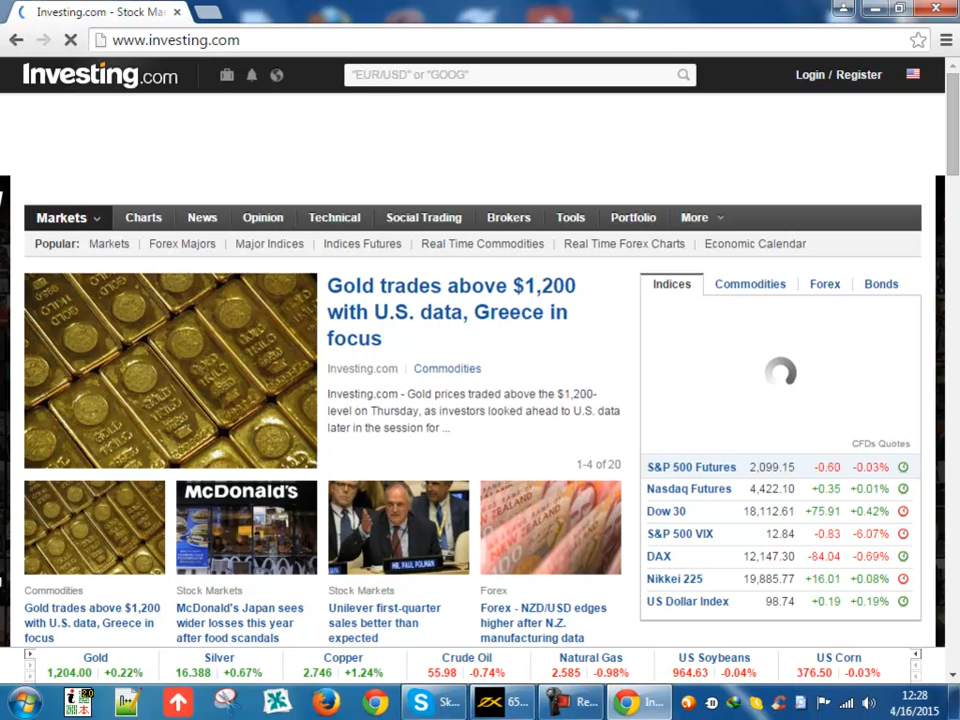 Investing.com - Stock Ma
www.investing.com
Investing.com
"EUR/USD" or "GOOG"
Login / Register
Markets
Charts
News
Opinion
Technical
Social Trading
Brokers
Tools
Portfolio
More
Popular:
Markets
Forex Majors
Major Indices
Indices Futures
Real Time Commodities
Real Time Forex Charts
Economic Calendar
Gold trades above $1,200
with U.S. data, Greece in
focus
Investing.com | Commodities
Investing.com - Gold prices traded above the $1,200-
level on Thursday, as investors looked ahead to U.S. data
later in the session for ...
1-4 of 20
Indices
Commodities
Forex
Bonds
CFDs Quotes
S&P 500 Futures 2,099.15 -0.60 -0.03%
Nasdaq Futures 4,422.10 +0.35 +0.01%
Dow 30 18,112.61 +75.91 +0.42%
S&P 500 VIX 12.84 -0.83 -6.07%
DAX 12,147.30 -84.04 -0.69%
Nikkei 225 19,885.77 +16.01 +0.08%
US Dollar Index 98.74 +0.19 +0.19%
McDonald's
MR. PAUL POLMAN
Commodities
Gold trades above $1,200
with U.S. data, Greece in
focus
Stock Markets
McDonald's Japan sees
wider losses this year
after food scandals
Stock Markets
Unilever first-quarter
sales better than
expected
Forex
Forex - NZD/USD edges
higher after N.Z.
manufacturing data
Gold
1,204.00 +0.22%
Silver
16.388 +0.67%
Copper
2.746 +1.24%
Crude Oil
55.98 -0.74%
Natural Gas
2.585 -0.98%
US Soybeans
964.63 -0.04%
US Corn
376.50 -0.03%
Sk...
65...
Re...
In...
12:28
4/16/2015